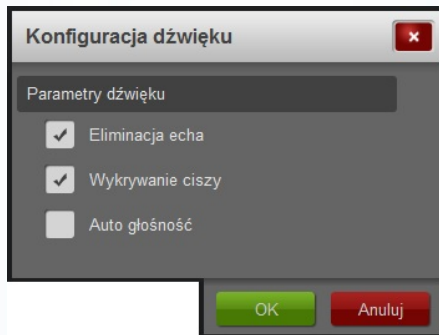 Konfiguracja dźwięku
Parametry dźwięku
Eliminacja echa
Wykrywanie ciszy
Auto głośność
OK Anuluj